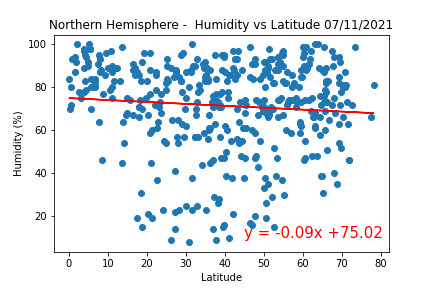 Northern Hemisphere -  Humidity vs Latitude 07/11/2021
Humidity (%)
100
80
60
40
20
y = -0.09x +75.02
0 10 20 30 40 50 60 70 80
Latitude